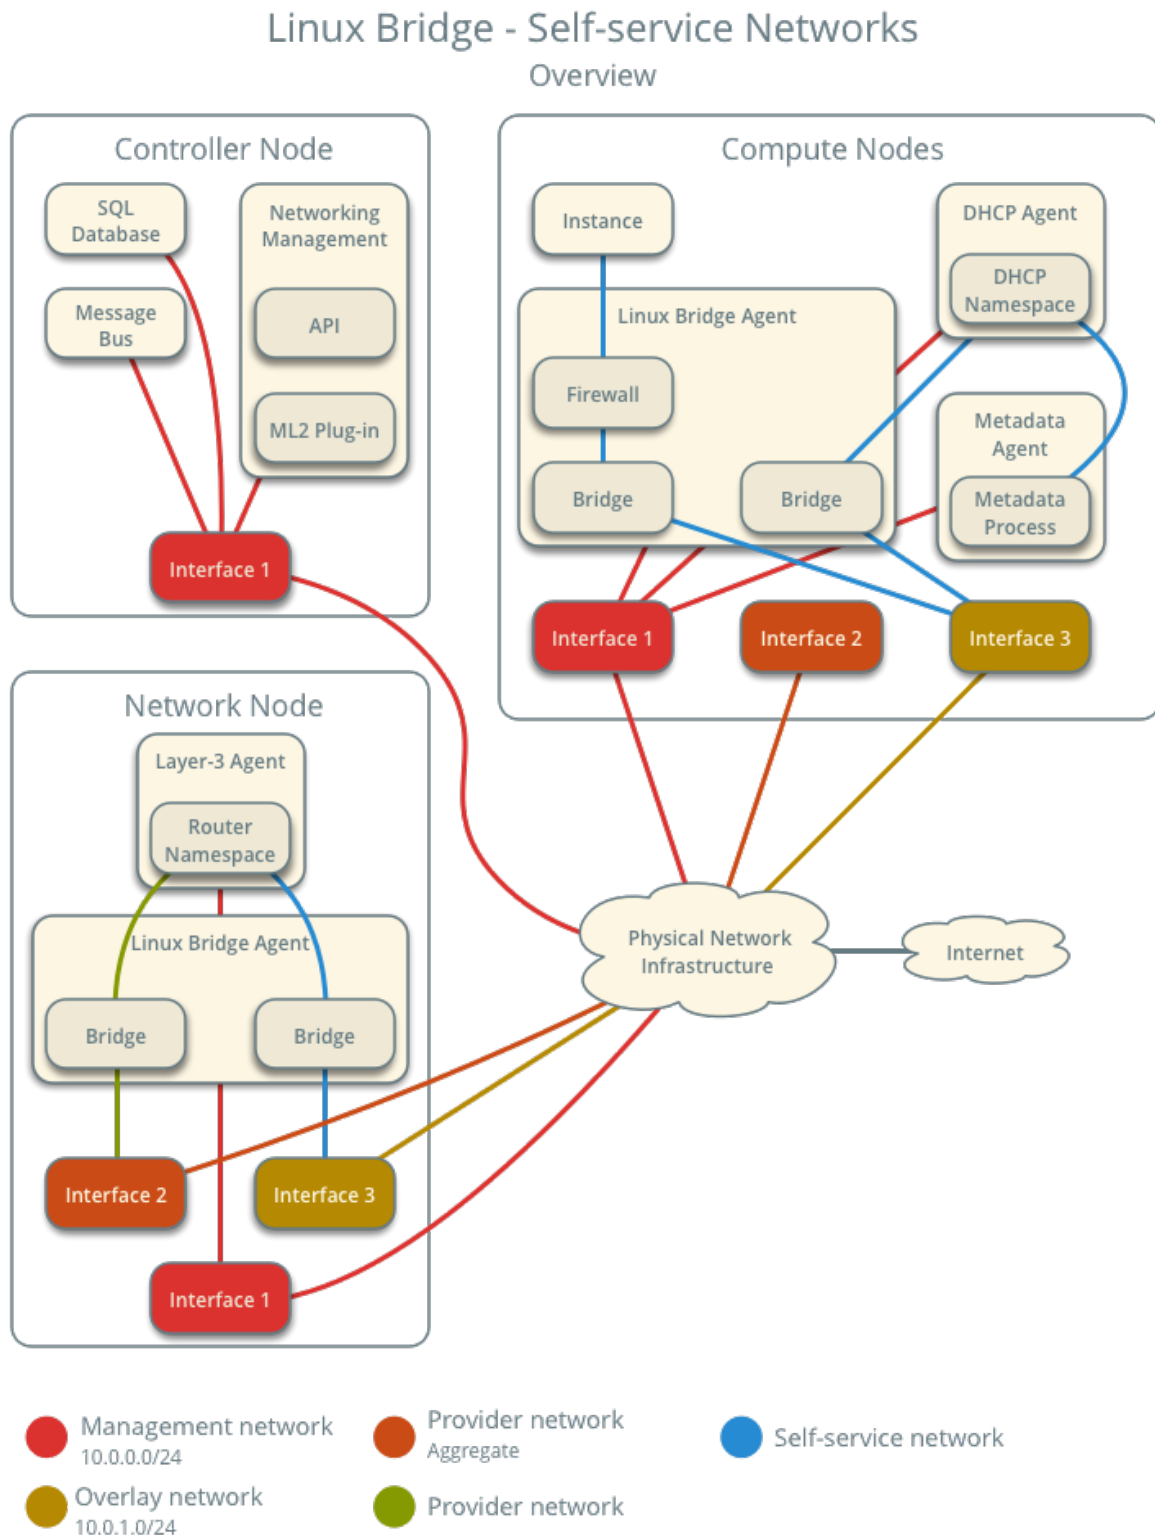 Linux Bridge - Self-service Networks
Overview
Controller Node
SQL
Database
Networking
Management
Message
Bus
API
ML2 Plug-in
Interface 1
Compute Nodes
Instance
DHCP Agent
DHCP
Namespace
Linux Bridge Agent
Firewall
Metadata
Agent
Bridge
Bridge
Metadata
Process
Interface 1
Interface 2
Interface 3
Network Node
Layer-3 Agent
Router
Namespace
Linux Bridge Agent
Bridge
Bridge
Interface 2
Interface 3
Interface 1
Physical Network
Infrastructure
Internet
Management network
10.0.0.0/24
Provider network
Aggregate
Self-service network
Overlay network
10.0.1.0/24
Provider network